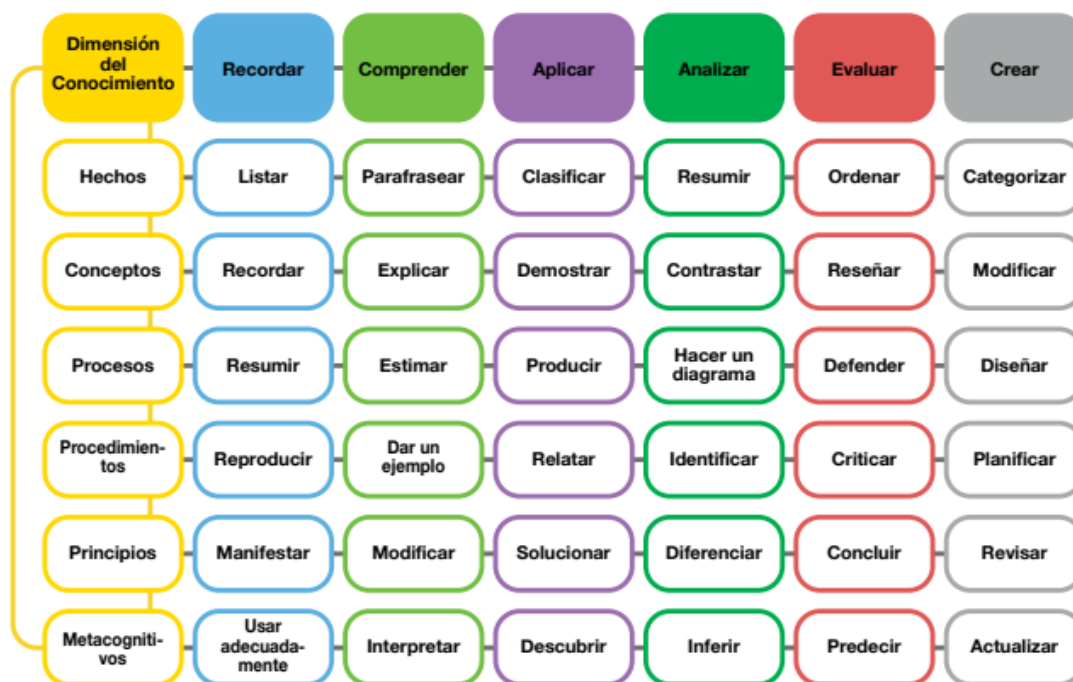 Dimensión
del
Conocimiento
Recordar
Comprender
Aplicar
Analizar
Evaluar
Crear
Hechos
Listar
Parafrasear
Clasificar
Resumir
Ordenar
Categorizar
Conceptos
Recordar
Explicar
Demostrar
Contrastar
Reseñar
Modificar
Procesos
Resumir
Estimar
Producir
Hacer un
diagrama
Defender
Diseñar
Procedimien-
tos
Reproducir
Dar un
ejemplo
Relatar
Identificar
Criticar
Planificar
Principios
Manifestar
Modificar
Solucionar
Diferenciar
Concluir
Revisar
Metacogniti-
vos
Usar
adecuada-
mente
Interpretar
Descubrir
Inferir
Predecir
Actualizar